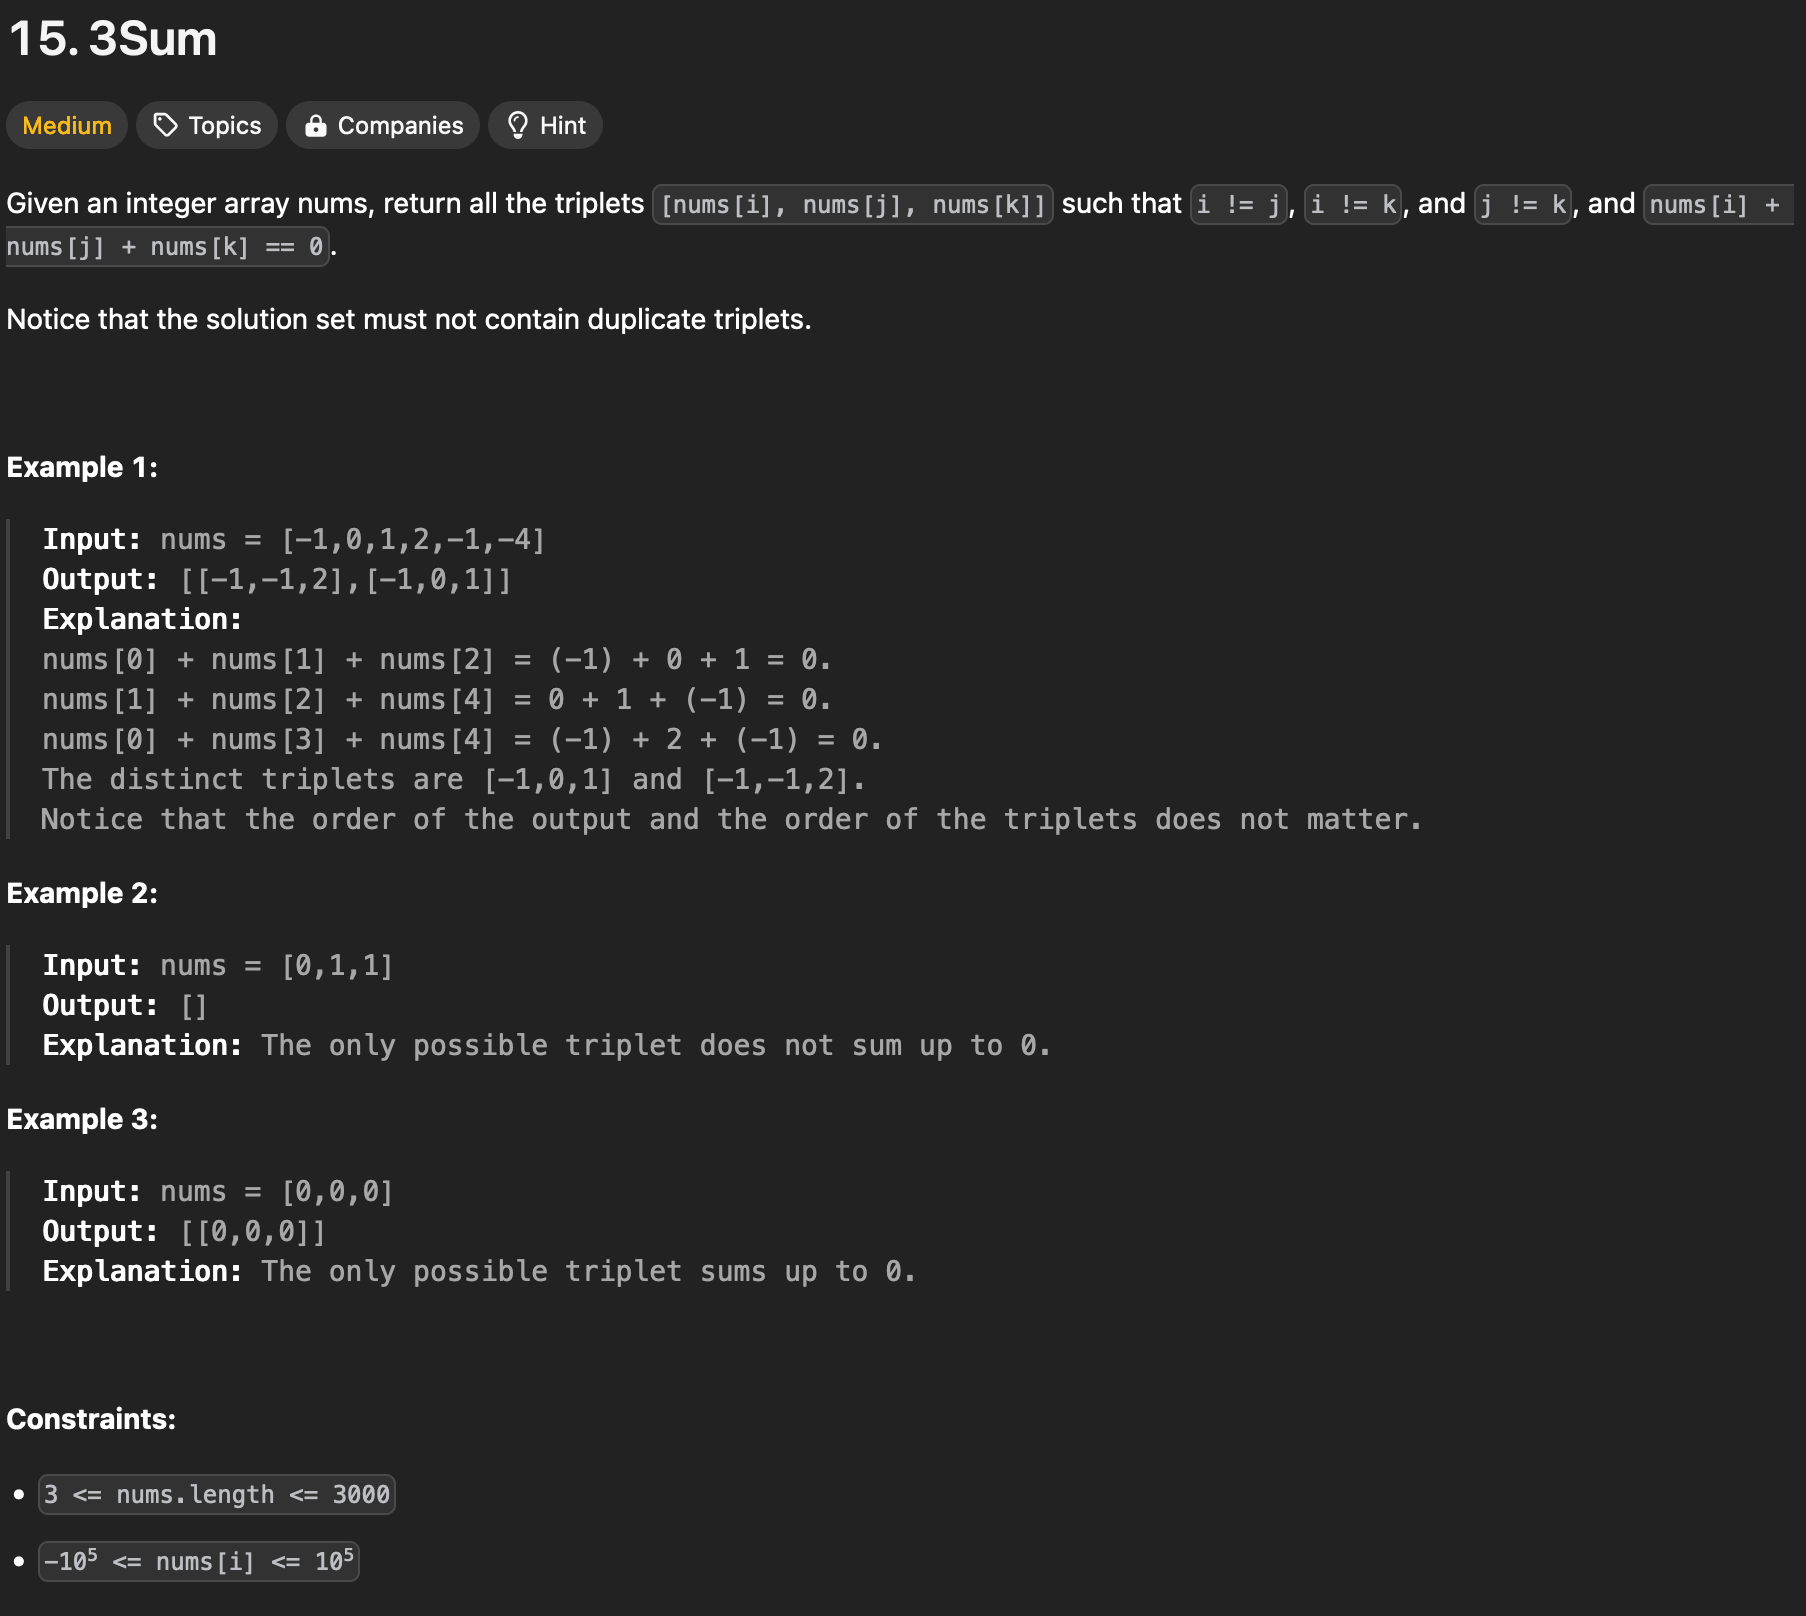 15. 3Sum
Medium Topics Companies Hint
Given an integer array nums, return all the triplets [nums[i], nums[j], nums[k]] such that i != j, i != k, and j != k, and nums[i] +
nums[j] + nums[k] == 0.
Notice that the solution set must not contain duplicate triplets.
Example 1:
Input: nums = [-1,0,1,2,-1,-4]
Output: [[-1,-1,2],[-1,0,1]]
Explanation:
nums[0] + nums[1] + nums[2] = (-1) + 0 + 1 = 0.
nums[1] + nums[2] + nums[4] = 0 + 1 + (-1) = 0.
nums[0] + nums[3] + nums[4] = (-1) + 2 + (-1) = 0.
The distinct triplets are [-1,0,1] and [-1,-1,2].
Notice that the order of the output and the order of the triplets does not matter.
Example 2:
Input: nums = [0,1,1]
Output: []
Explanation: The only possible triplet does not sum up to 0.
Example 3:
Input: nums = [0,0,0]
Output: [[0,0,0]]
Explanation: The only possible triplet sums up to 0.
Constraints:
• 3 <= nums.length <= 3000
• -10⁵ <= nums[i] <= 10⁵